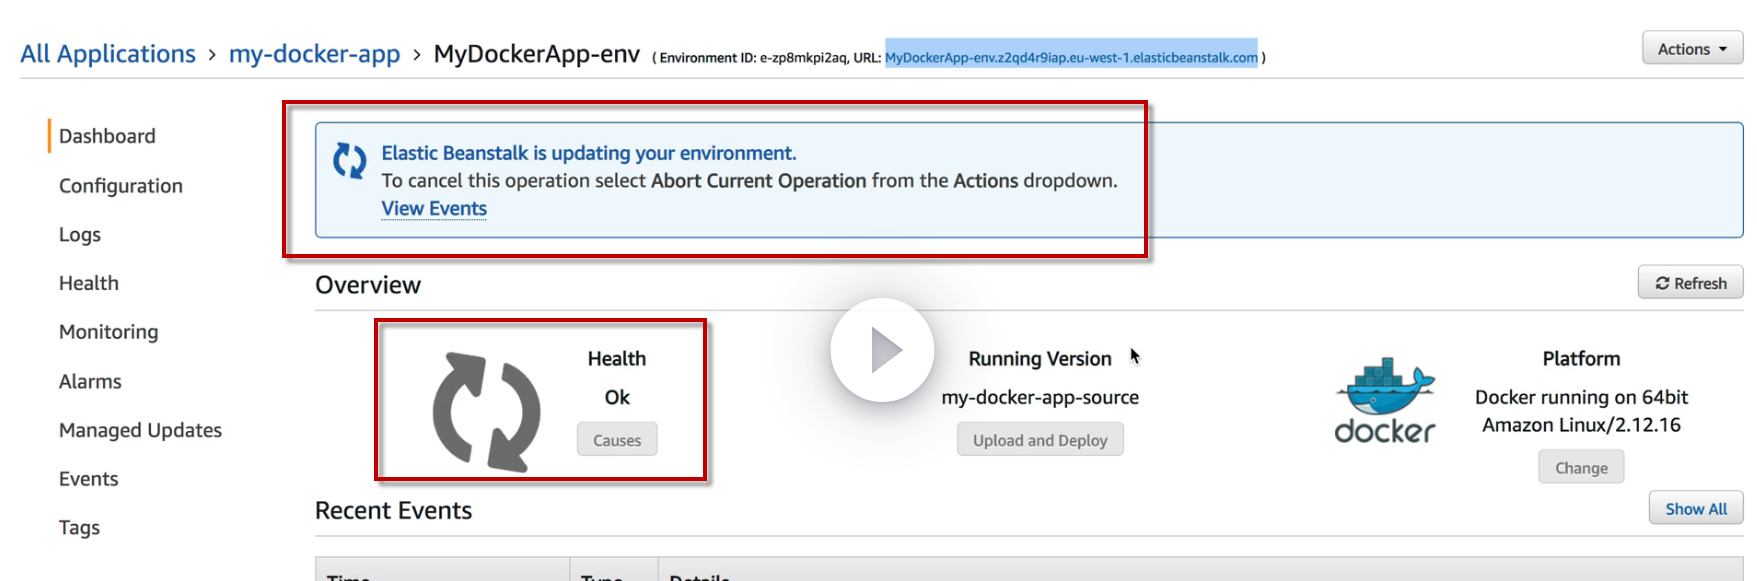 All Applications > my-docker-app > MyDockerApp-env ( Environment ID: e-zp8mkpi2aq, URL: MyDockerApp-env.z2qd4r9iap.eu-west-1.elasticbeanstalk.com )
Actions
Dashboard
Configuration
Logs
Health
Monitoring
Alarms
Managed Updates
Events
Tags
Elastic Beanstalk is updating your environment.
To cancel this operation select Abort Current Operation from the Actions dropdown.
View Events
Overview
Refresh
Health
Ok
Causes
Running Version
my-docker-app-source
Upload and Deploy
docker
Platform
Docker running on 64bit
Amazon Linux/2.12.16
Change
Recent Events
Show All
Time Type Details